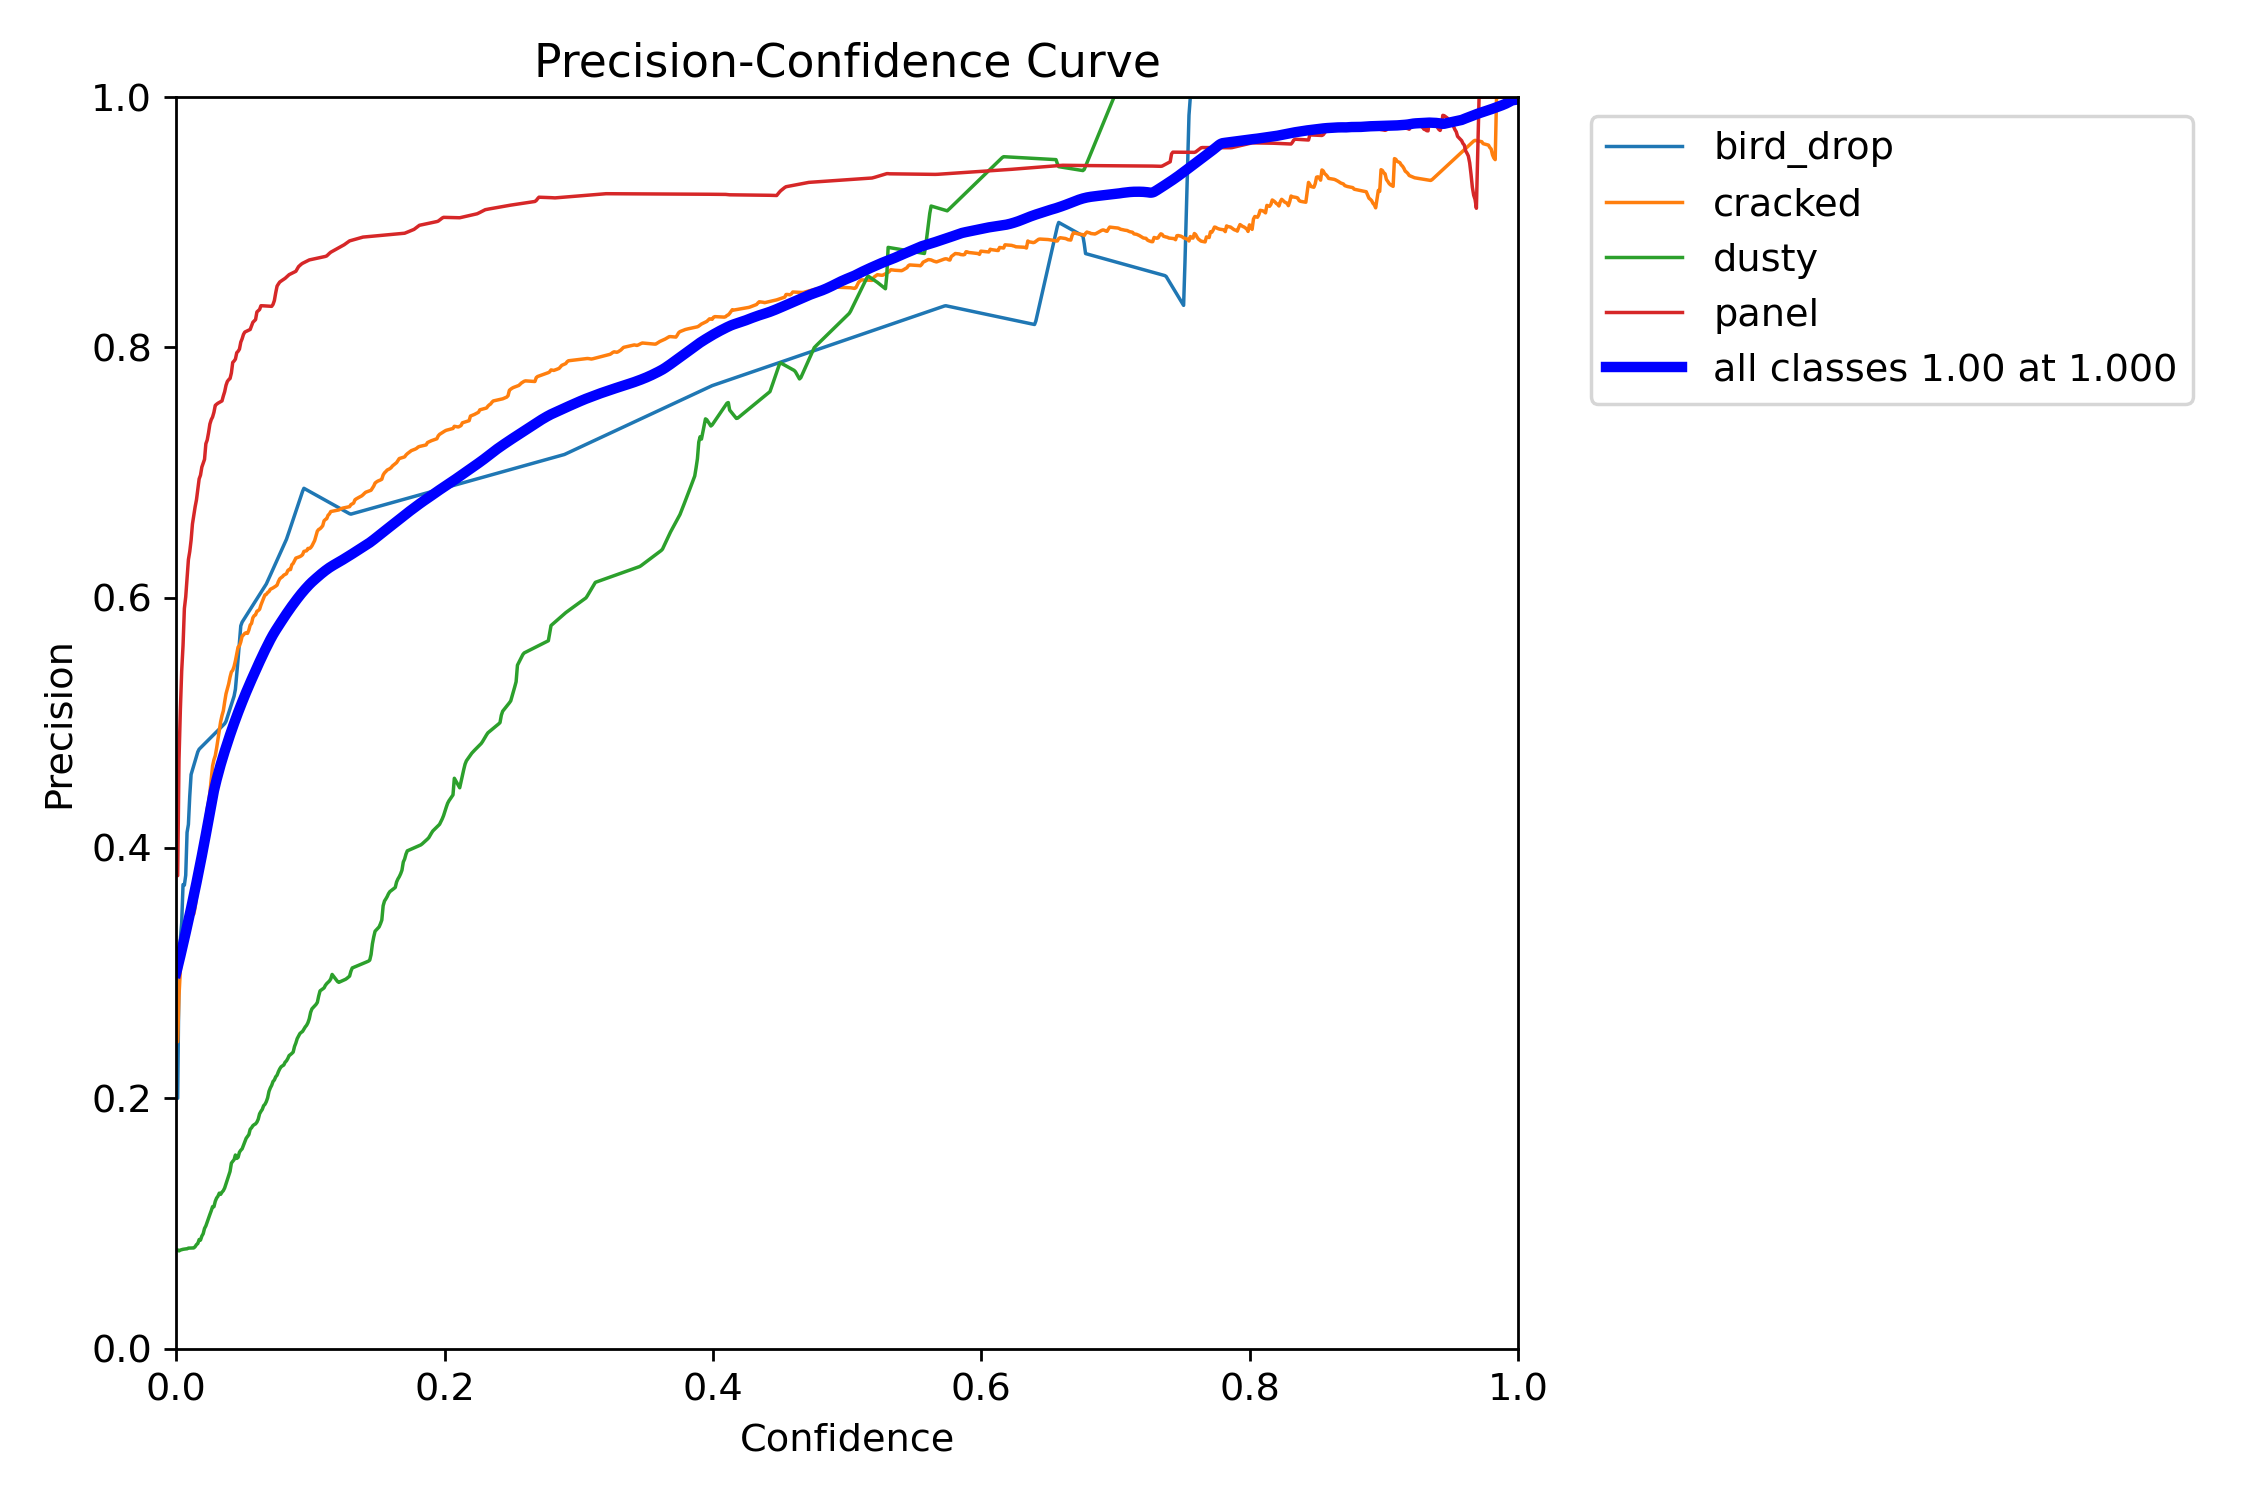 Precision-Confidence Curve
1.0
0.8
0.6
0.4
0.2
0.0
Precision
0.0 0.2 0.4 0.6 0.8 1.0
Confidence
bird_drop
cracked
dusty
panel
all classes 1.00 at 1.000